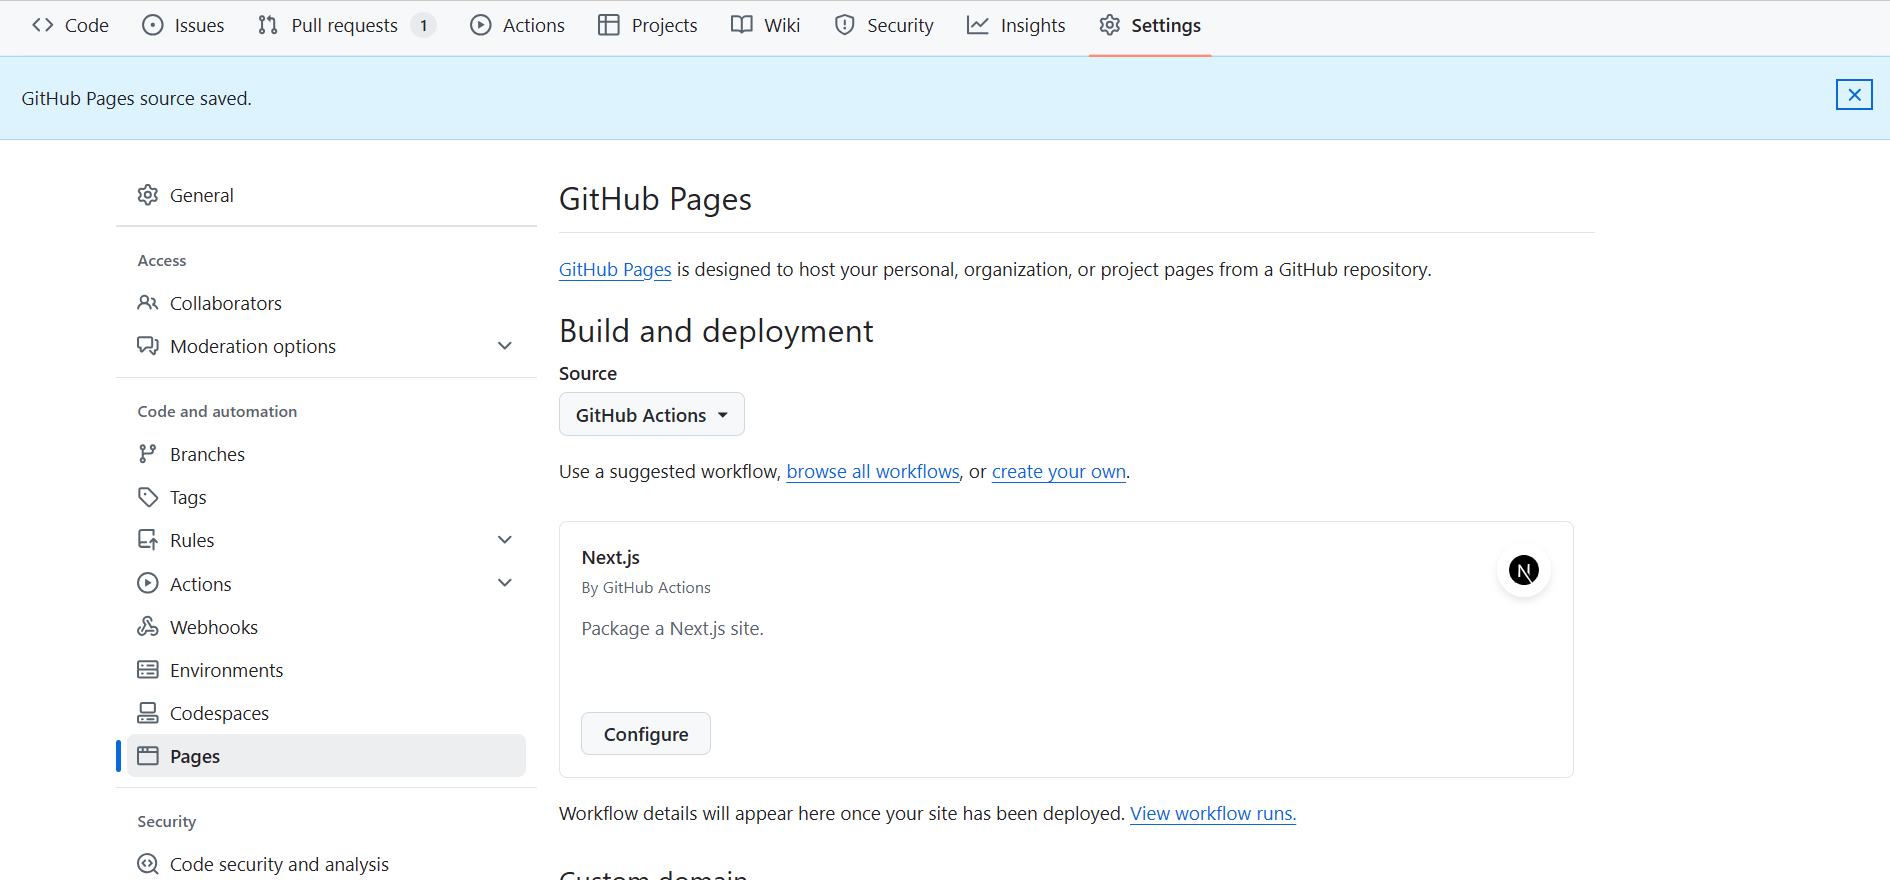 Code Issues Pull requests 1 Actions Projects Wiki Security Insights Settings
GitHub Pages source saved.
General
Access
Collaborators
Moderation options
Code and automation
Branches
Tags
Rules
Actions
Webhooks
Environments
Codespaces
Pages
Security
Code security and analysis
GitHub Pages
GitHub Pages is designed to host your personal, organization, or project pages from a GitHub repository.
Build and deployment
Source
GitHub Actions
Use a suggested workflow, browse all workflows, or create your own.
Next.js
By GitHub Actions
Package a Next.js site.
N
Configure
Workflow details will appear here once your site has been deployed. View workflow runs.
Custom domain